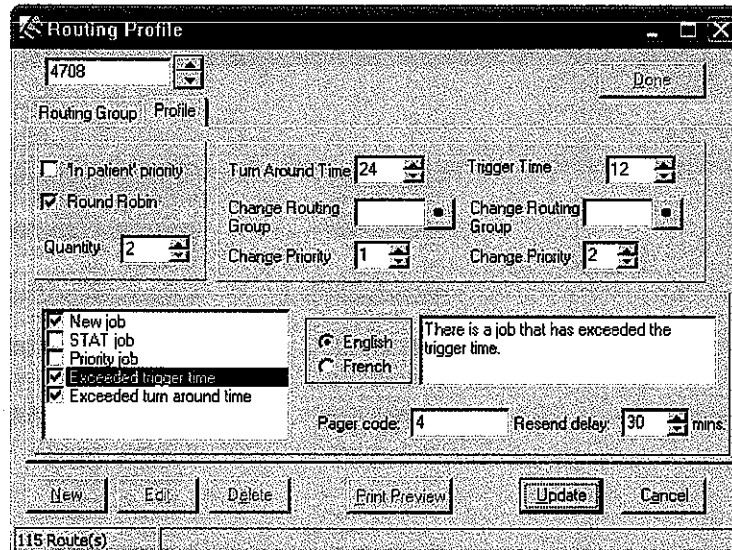 Routing Profile
4708
Done
Routing Group Profile
'In patient' priority
Round Robin
Quantity 2
Turn Around Time 24
Trigger Time 12
Change Routing
Group
Change Routing
Group
Change Priority 1
Change Priority 2
New job
STAT job
Priority job
Exceeded trigger time
Exceeded turn around time
English
French
There is a job that has exceeded the
trigger time.
Pager code: 4
Resend delay: 30 mins.
New Edit Delete Print Preview Update Cancel
115 Route(s)